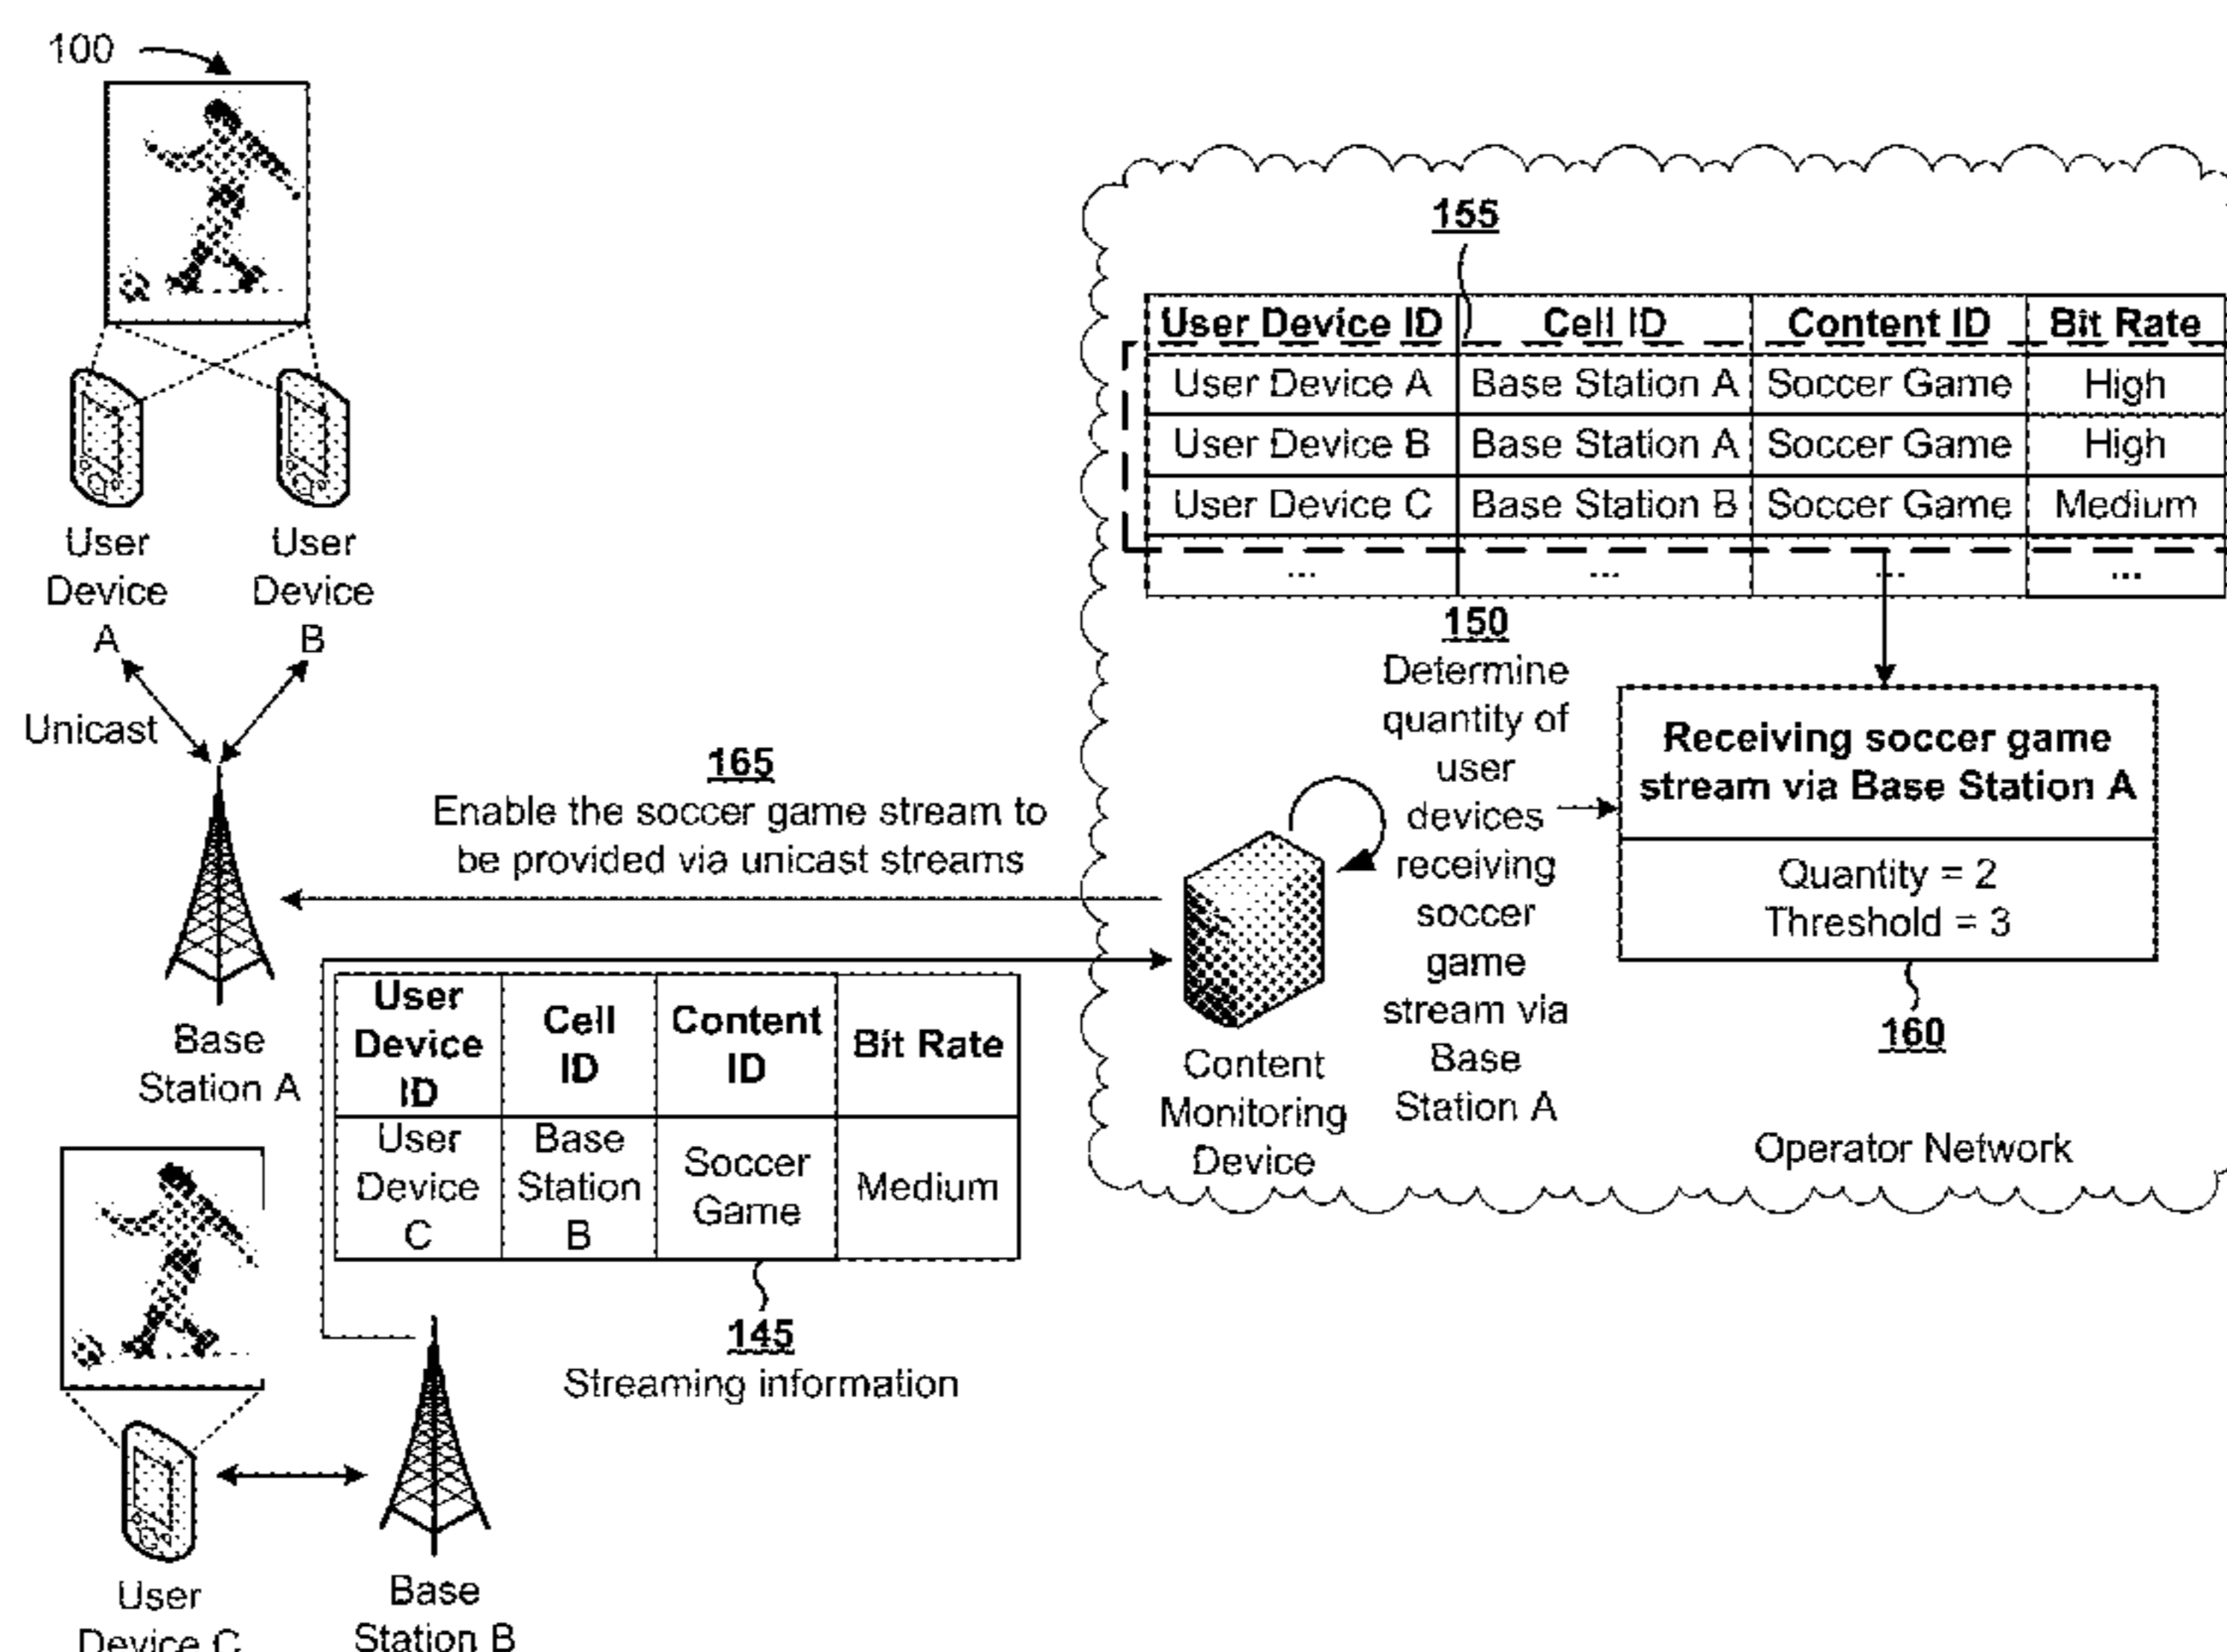 100
User Device A
User Device B
Unicast
Base Station A
165
Enable the soccer game stream to
be provided via unicast streams
User Device ID | Cell ID | Content ID | Bit Rate
User Device C | Base Station B | Soccer Game | Medium
145
Streaming information
User Device C
Base Station B
155
User Device ID | Cell ID | Content ID | Bit Rate
User Device A | Base Station A | Soccer Game | High
User Device B | Base Station A | Soccer Game | High
User Device C | Base Station B | Soccer Game | Medium
... | ... | ... | ...
150
Determine
quantity of
user
devices
receiving
soccer
game
stream via
Base
Station A
Receiving soccer game
stream via Base Station A
Quantity = 2
Threshold = 3
160
Content
Monitoring
Device
Operator Network